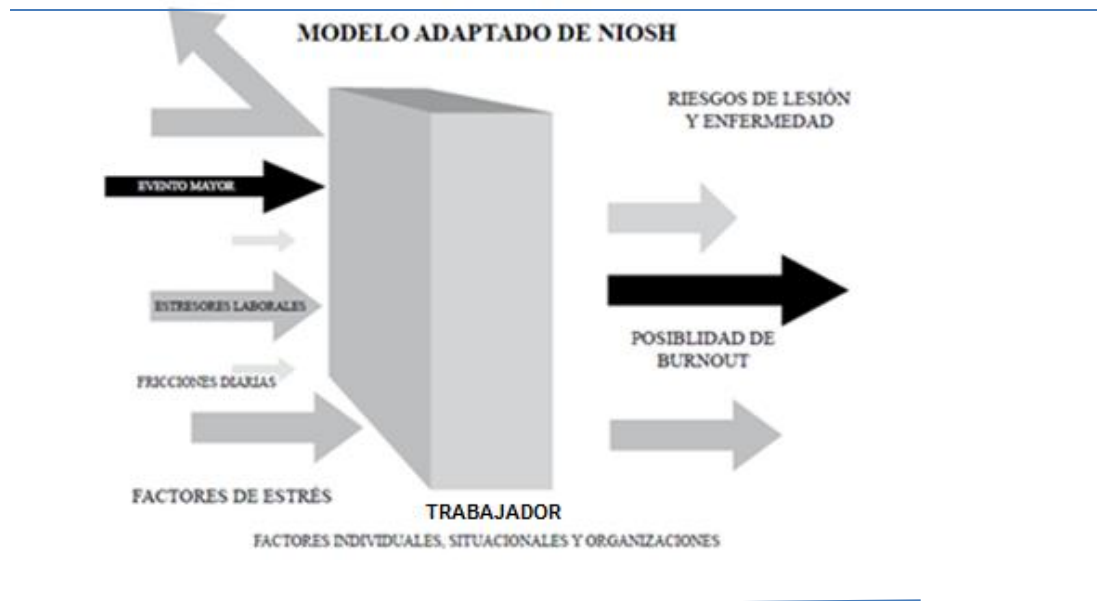 MODELO ADAPTADO DE NIOSH
RIESGOS DE LESIÓN
Y ENFERMEDAD
EVENTO MAYOR
ESTRESORES LABORALES
POSIBLIDAD DE
BURNOUT
FRICCIONES DIARIAS
FACTORES DE ESTRÉS
TRABAJADOR
FACTORES INDIVIDUALES, SITUACIONALES Y ORGANIZACIONES